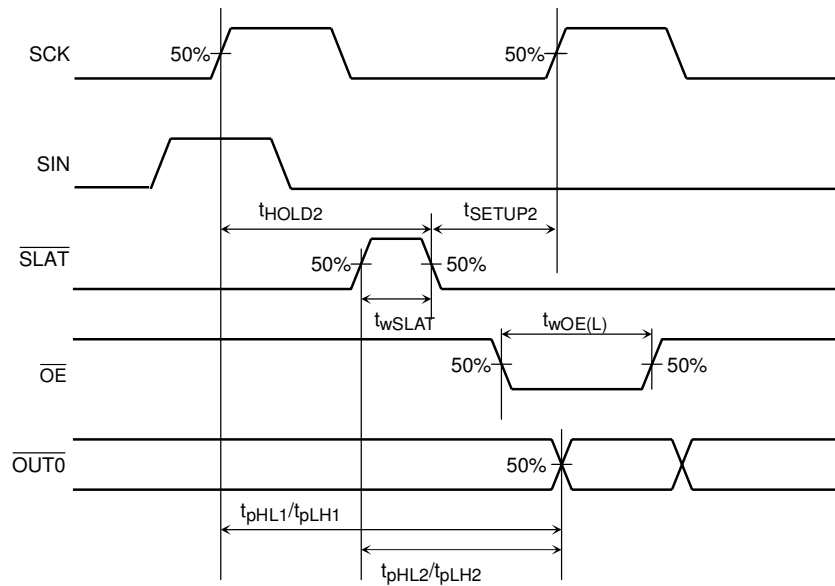 SCK
50%
50%
SIN
tHOLD2
tSETUP2
SLAT
50%
50%
twSLAT
twOE(L)
OE
50%
50%
OUT0
50%
tpHL1/tpLH1
tpHL2/tpLH2